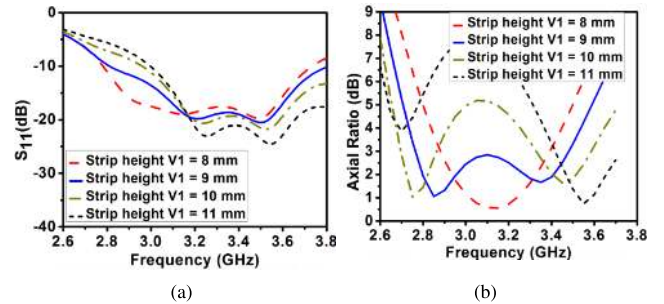 0
-10
-20
-30
-40
S11(dB)
Strip height V1 = 8 mm
Strip height V1 = 9 mm
Strip height V1 = 10 mm
Strip height V1 = 11 mm
2.6 2.8 3.0 3.2 3.4 3.6 3.8
Frequency (GHz)
(a)
9
8
7
6
5
4
3
2
1
0
Axial Ratio (dB)
Strip height V1 = 8 mm
Strip height V1 = 9 mm
Strip height V1 = 10 mm
Strip height V1 = 11 mm
2.6 2.8 3.0 3.2 3.4 3.6 3.8
Frequency (GHz)
(b)